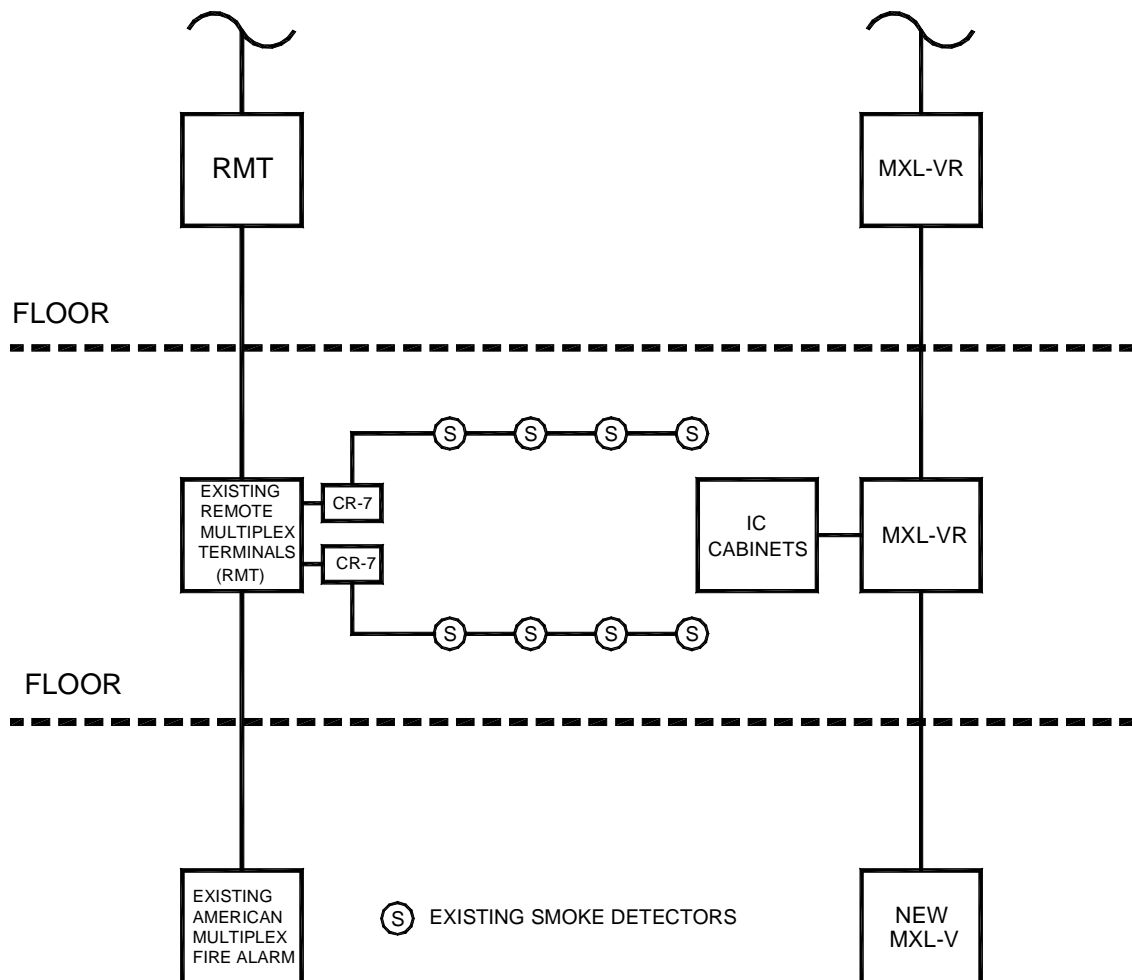 RMT
MXL-VR
FLOOR
S S S S
EXISTING
REMOTE
MULTIPLEX
TERMINALS
(RMT)
CR-7
CR-7
IC
CABINETS
MXL-VR
S S S S
FLOOR
EXISTING
AMERICAN
MULTIPLEX
FIRE ALARM
S EXISTING SMOKE DETECTORS
NEW
MXL-V